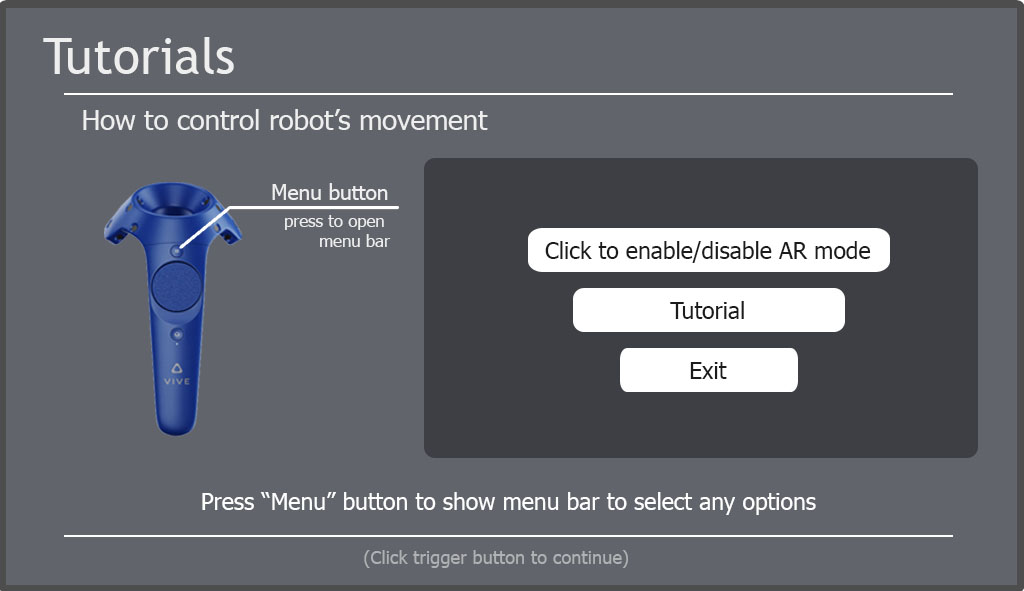 Tutorials
How to control robot’s movement
Menu button
press to open
menu bar
VIVE
Click to enable/disable AR mode
Tutorial
Exit
Press “Menu” button to show menu bar to select any options
(Click trigger button to continue)